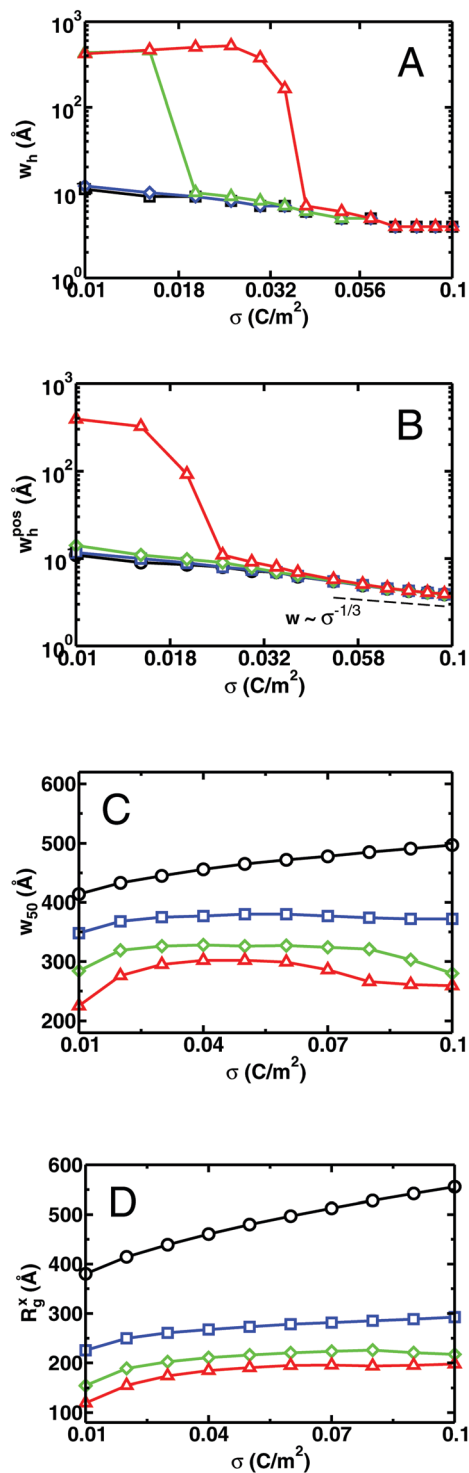 A
10³
10²
10¹
10⁰
w_h (Å)
0.01 0.018 0.032 0.056 0.1
σ (C/m²)
B
10³
10²
10¹
10⁰
w_h^pos (Å)
w ~ σ^-1/3
0.01 0.018 0.032 0.058 0.1
σ (C/m²)
C
600
500
400
300
200
w_50 (Å)
0.01 0.04 0.07 0.1
σ (C/m²)
D
600
500
400
300
200
100
R_g^x (Å)
0.01 0.04 0.07 0.1
σ (C/m²)